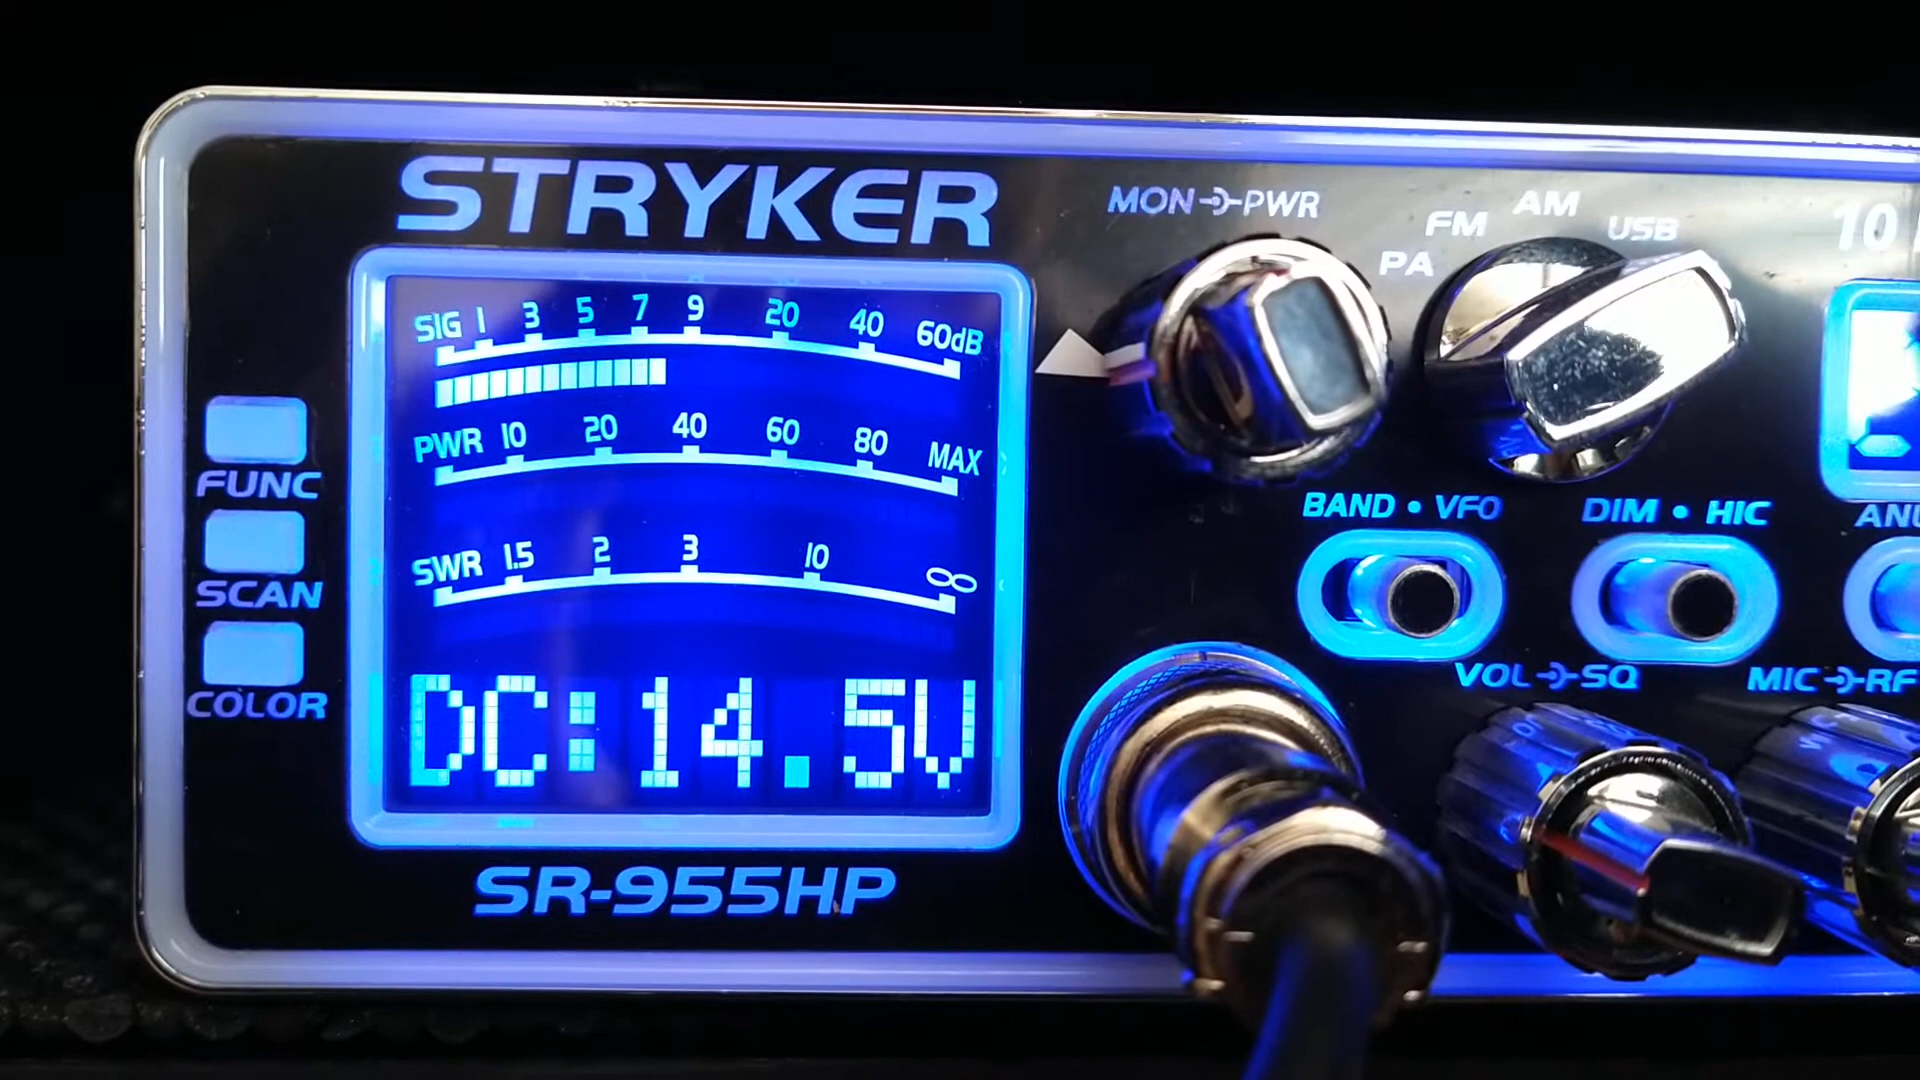 STRYKER
SIG 1 3 5 7 9 20 40 60dB
PWR 10 20 40 60 80 MAX
SWR 1.5 2 3 10 ∞
DC:14.5V
SR-955HP
FUNC
SCAN
COLOR
MON PWR
PA FM AM USB
10
BAND • VFO
DIM • HIC
VOL SQ
MIC RF